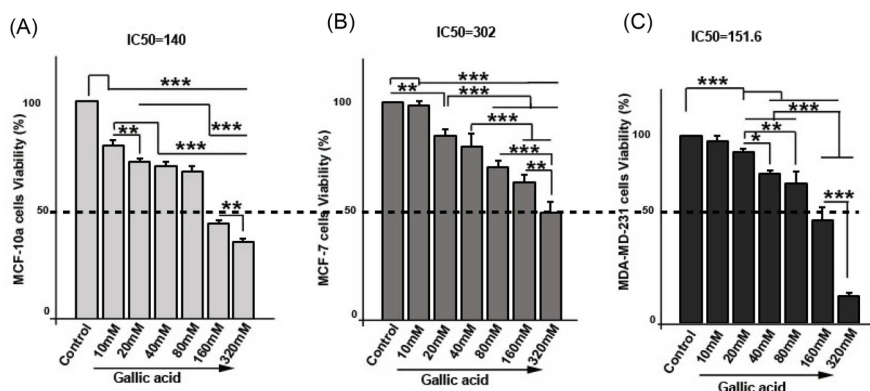 (A)
IC50=140
MCF-10a cells Viability (%)
100
50
0
***
**
***
***
**
Control
10mM
20mM
40mM
80mM
160mM
320mM
Gallic acid
(B)
IC50=302
MCF-7 cells Viability (%)
100
50
0
***
**
***
***
***
**
Control
10mM
20mM
40mM
80mM
160mM
320mM
Gallic acid
(C)
IC50=151.6
MDA-MD-231 cells Viability (%)
100
50
0
***
***
**
*
***
Control
10mM
20mM
40mM
80mM
160mM
320mM
Gallic acid